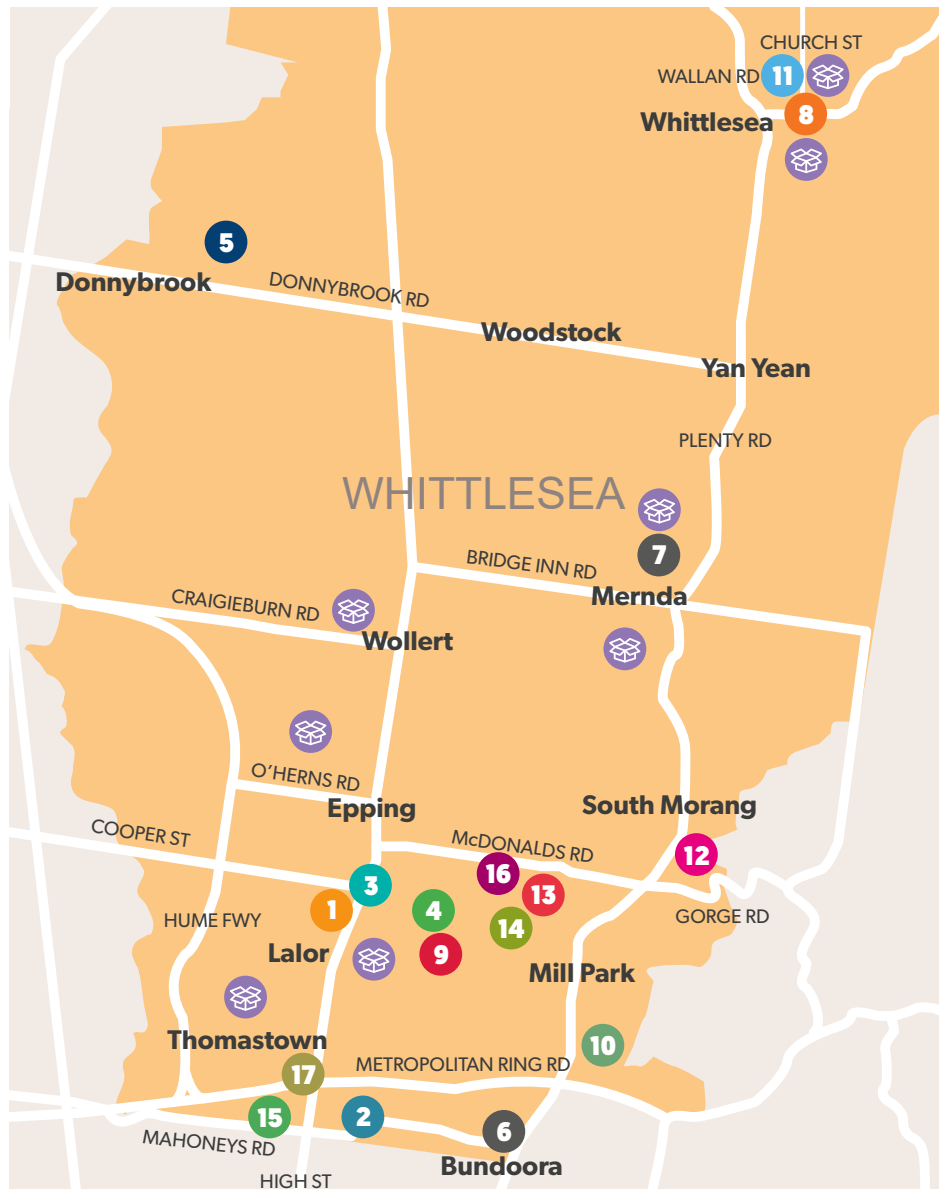 CHURCH ST
WALLAN RD
11
8
Whittlesea
5
Donnybrook
DONNYBROOK RD
Woodstock
Yan Yean
PLENTY RD
WHITTLESEA
7
BRIDGE INN RD
Mernda
CRAIGIEBURN RD
Wollert
O'HERNS RD
Epping
South Morang
COOPER ST
McDONALDS RD
12
16
3
13
1
4
HUME FWY
GORGE RD
14
Lalor
9
Mill Park
Thomastown
10
METROPOLITAN RING RD
17
15
2
6
MAHONEYS RD
Bundoora
HIGH ST